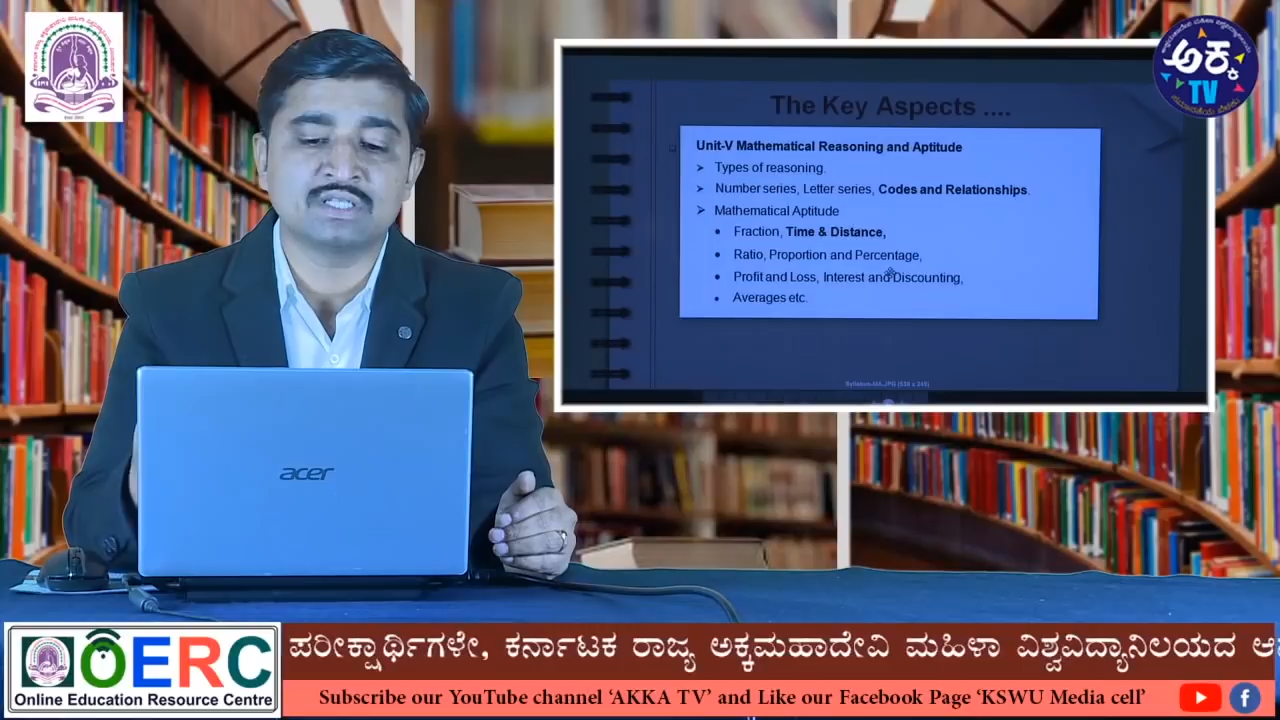 ಅಕ್ಕ
TV
The Key Aspects ....
Unit-V Mathematical Reasoning and Aptitude
Types of reasoning.
Number series, Letter series, Codes and Relationships.
Mathematical Aptitude
Fraction, Time & Distance,
Ratio, Proportion and Percentage,
Profit and Loss, Interest and Discounting,
Averages etc.
acer
OERC
Online Education Resource Centre
ಪರೀಕ್ಷಾರ್ಥಿಗಳೇ, ಕರ್ನಾಟಕ ರಾಜ್ಯ ಅಕ್ಕಮಹಾದೇವಿ ಮಹಿಳಾ ವಿಶ್ವವಿದ್ಯಾನಿಲಯದ
Subscribe our YouTube channel ‘AKKA TV’ and Like our Facebook Page ‘KSWU Media cell’